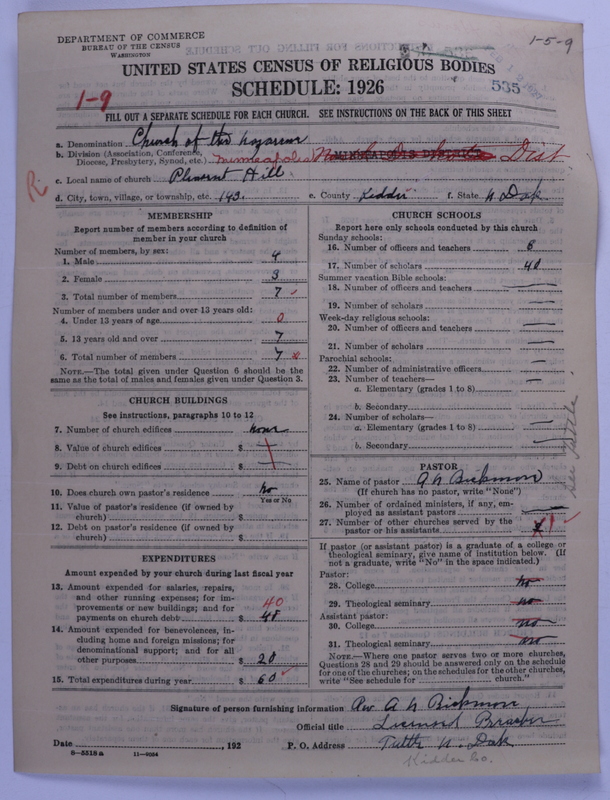 DEPARTMENT OF COMMERCE
BUREAU OF THE CENSUS
WASHINGTON
1-5-9
UNITED STATES CENSUS OF RELIGIOUS BODIES
SCHEDULE: 1926
535
1-9
FILL OUT A SEPARATE SCHEDULE FOR EACH CHURCH. SEE INSTRUCTIONS ON THE BACK OF THIS SHEET
a. Denomination Church of the Nazarene
b. Division (Association, Conference,
Diocese, Presbytery, Synod, etc.) Minneapolis Dist
c. Local name of church Pleasant Hill
d. City, town, village, or township, etc. 143. e. County Kidder f. State N Dak
MEMBERSHIP
Report number of members according to definition of
member in your church
Number of members, by sex:
1. Male 4
2. Female 3
3. Total number of members 7
Number of members under and over 13 years old:
4. Under 13 years of age 0
5. 13 years old and over 7
6. Total number of members 7
NOTE.—The total given under Question 6 should be
same as the total of males and females given under Question 3.
CHURCH BUILDINGS
See instructions, paragraphs 10 to 12
7. Number of church edifices none
8. Value of church edifices $ —
9. Debt on church edifices $ —
10. Does church own pastor's residence No
Yes or No
11. Value of pastor's residence (if owned by
church) $
12. Debt on pastor's residence (if owned by
church) $
EXPENDITURES
Amount expended by your church during last fiscal year
13. Amount expended for salaries, repairs,
and other running expenses; for im-
provements or new buildings; and for 40
payments on church debt $ 40
14. Amount expended for benevolences, in-
cluding home and foreign missions; for
denominational support; and for all
other purposes $ 20
15. Total expenditures during year $ 60
CHURCH SCHOOLS
Report here only schools conducted by this church
Sunday schools:
16. Number of officers and teachers 6
17. Number of scholars 40
Summer vacation Bible schools:
18. Number of officers and teachers —
19. Number of scholars —
Week-day religious schools:
20. Number of officers and teachers —
21. Number of scholars —
Parochial schools:
22. Number of administrative officers —
23. Number of teachers—
a. Elementary (grades 1 to 8) —
b. Secondary
24. Number of scholars—
a. Elementary (grades 1 to 8) —
b. Secondary —
PASTOR
25. Name of pastor A N Bickmon
(If church has no pastor, write "None")
26. Number of ordained ministers, if any, em-
ployed as assistant pastors —
27. Number of other churches served by the
pastor or his assistants 1
If pastor (or assistant pastor) is a graduate of a college or
theological seminary, give name of institution below. (If
not a graduate, write "No" in the space indicated.)
Pastor:
28. College No
29. Theological seminary no
Assistant pastor:
30. College no
31. Theological seminary no
NOTE.—Where one pastor serves two or more churches,
Questions 28 and 29 should be answered only on the schedule
for one of the churches; on the schedules for the other churches,
write "See schedule for church."
Signature of person furnishing information Rev. A N Bickmon
Official title
Date , 192 P. O. Address Tuttle N. Dak
8—5518 a 11—9034
Kidder Co.